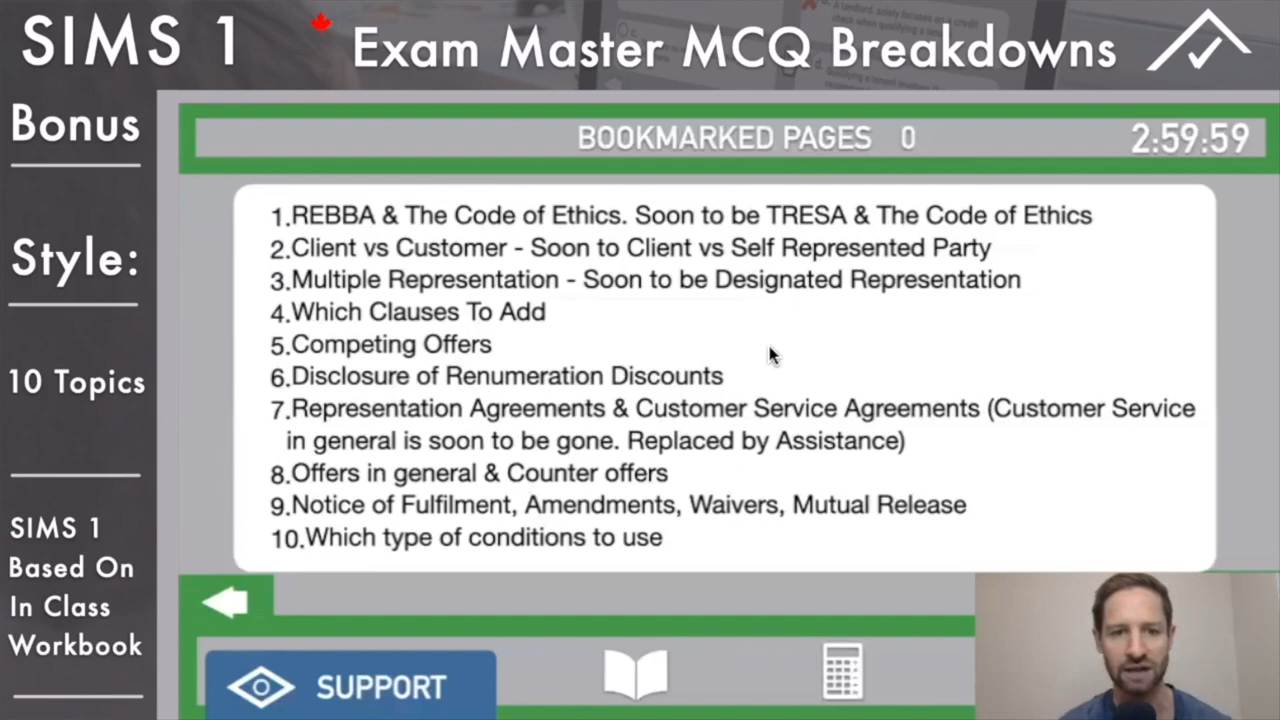 SIMS 1
Exam Master MCQ Breakdowns
Bonus
Style:
10 Topics
SIMS 1
Based On
In Class
Workbook
BOOKMARKED PAGES 0
2:59:59
1.REBBA & The Code of Ethics. Soon to be TRESA & The Code of Ethics
2.Client vs Customer - Soon to Client vs Self Represented Party
3.Multiple Representation - Soon to be Designated Representation
4.Which Clauses To Add
5.Competing Offers
6.Disclosure of Renumeration Discounts
7.Representation Agreements & Customer Service Agreements (Customer Service
in general is soon to be gone. Replaced by Assistance)
8.Offers in general & Counter offers
9.Notice of Fulfilment, Amendments, Waivers, Mutual Release
10.Which type of conditions to use
SUPPORT